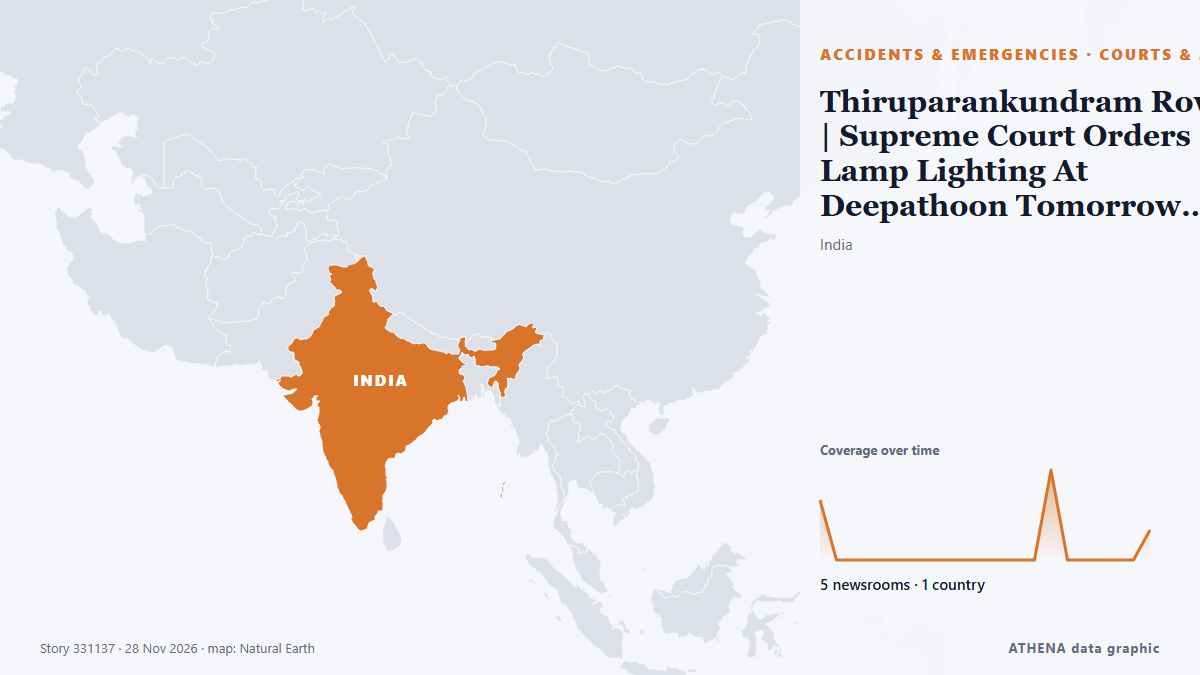 ACCIDENTS & EMERGENCIES · COURTS &
Thiruparankundram
| Supreme Court Orders
Lamp Lighting At
Deepathoon Tomorrow...
India
INDIA
Coverage over time
5 newsrooms · 1 country
Story 331137 · 28 Nov 2026 · map: Natural Earth
ATHENA data graphic